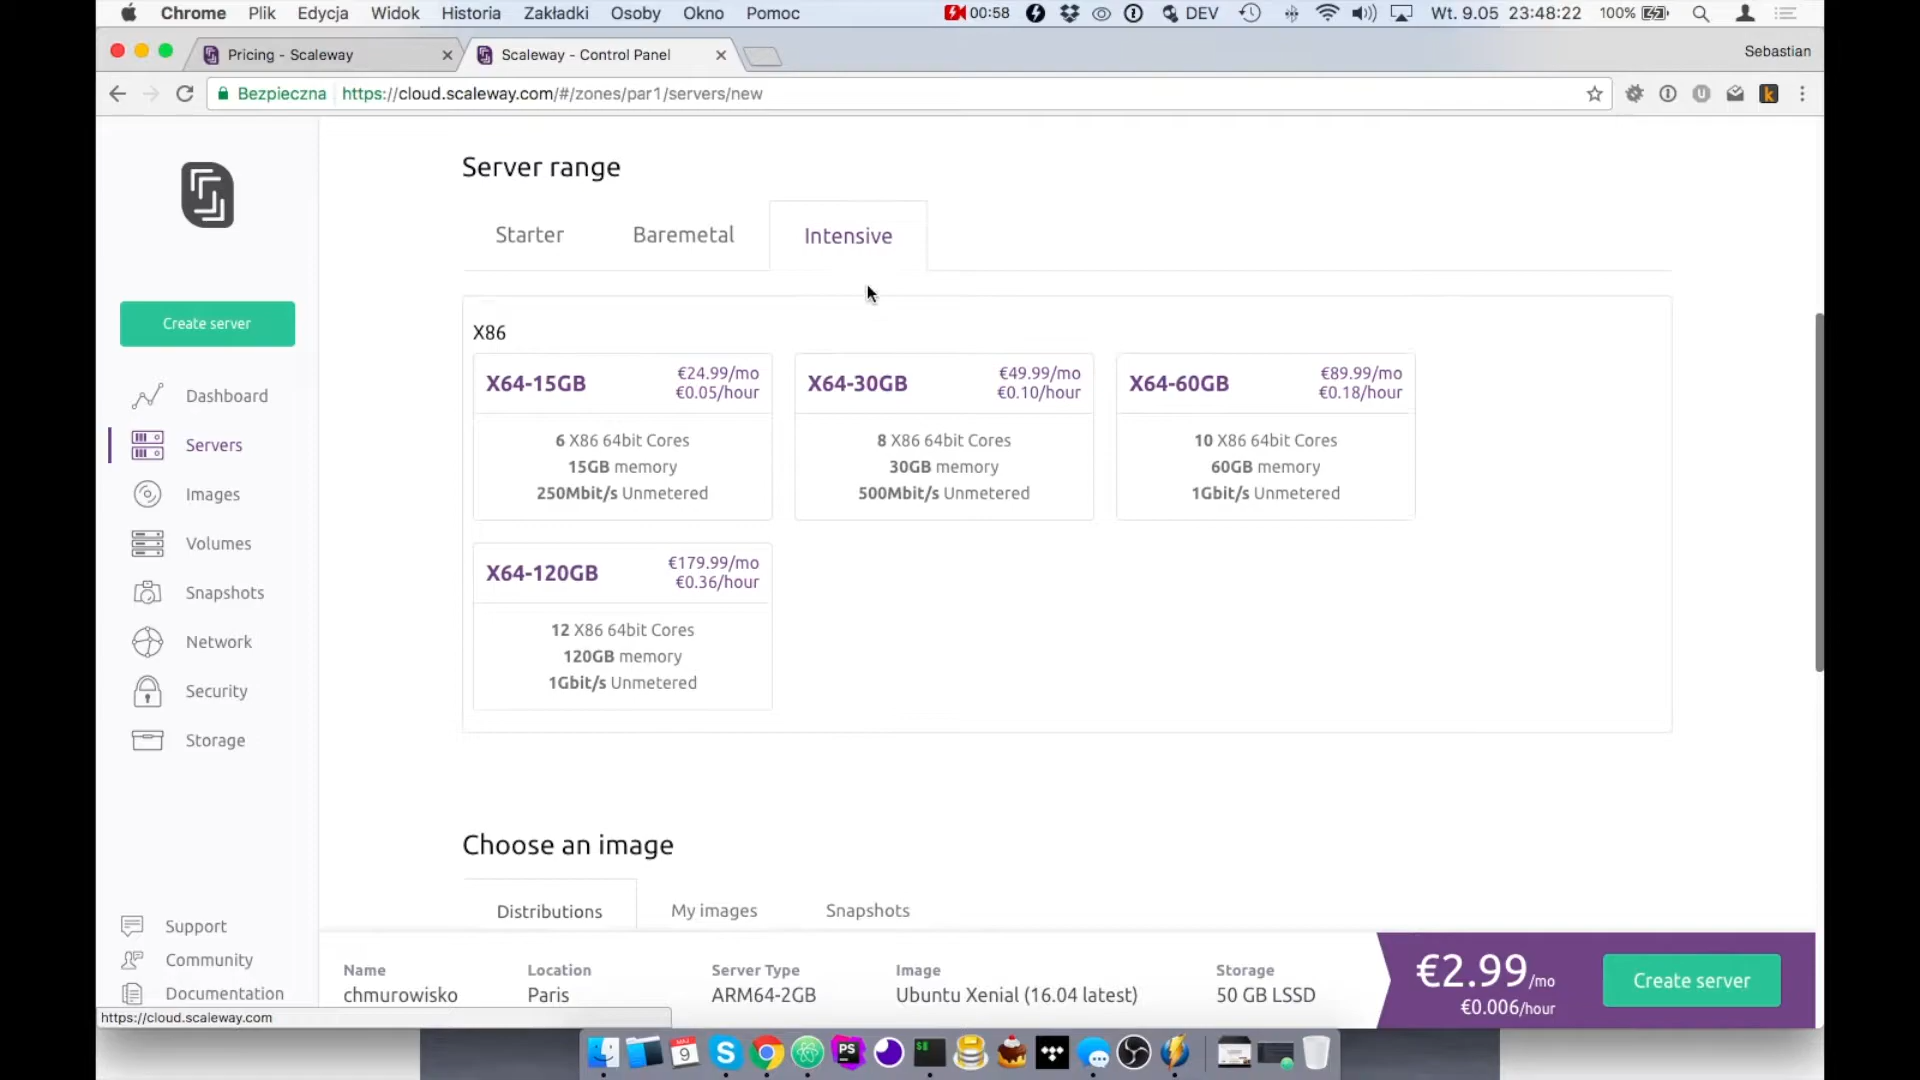 Chrome Plik Edycja Widok Historia Zakładki Osoby Okno Pomoc 00:58 DEV Wt. 9.05 23:48:22 100%
Pricing - Scaleway
Scaleway - Control Panel
Sebastian
Bezpieczna https://cloud.scaleway.com/#/zones/par1/servers/new
Create server
Dashboard
Servers
Images
Volumes
Snapshots
Network
Security
Storage
Support
Community
Documentation
https://cloud.scaleway.com
Server range
Starter Baremetal Intensive
X86
X64-15GB
€24.99/mo
€0.05/hour
6 X86 64bit Cores
15GB memory
250Mbit/s Unmetered
X64-30GB
€49.99/mo
€0.10/hour
8 X86 64bit Cores
30GB memory
500Mbit/s Unmetered
X64-60GB
€89.99/mo
€0.18/hour
10 X86 64bit Cores
60GB memory
1Gbit/s Unmetered
X64-120GB
€179.99/mo
€0.36/hour
12 X86 64bit Cores
120GB memory
1Gbit/s Unmetered
Choose an image
Distributions My images Snapshots
Name
chmurowisko
Location
Paris
Server Type
ARM64-2GB
Image
Ubuntu Xenial (16.04 latest)
Storage
50 GB LSSD
€2.99/mo
€0.006/hour
Create server
9
PS